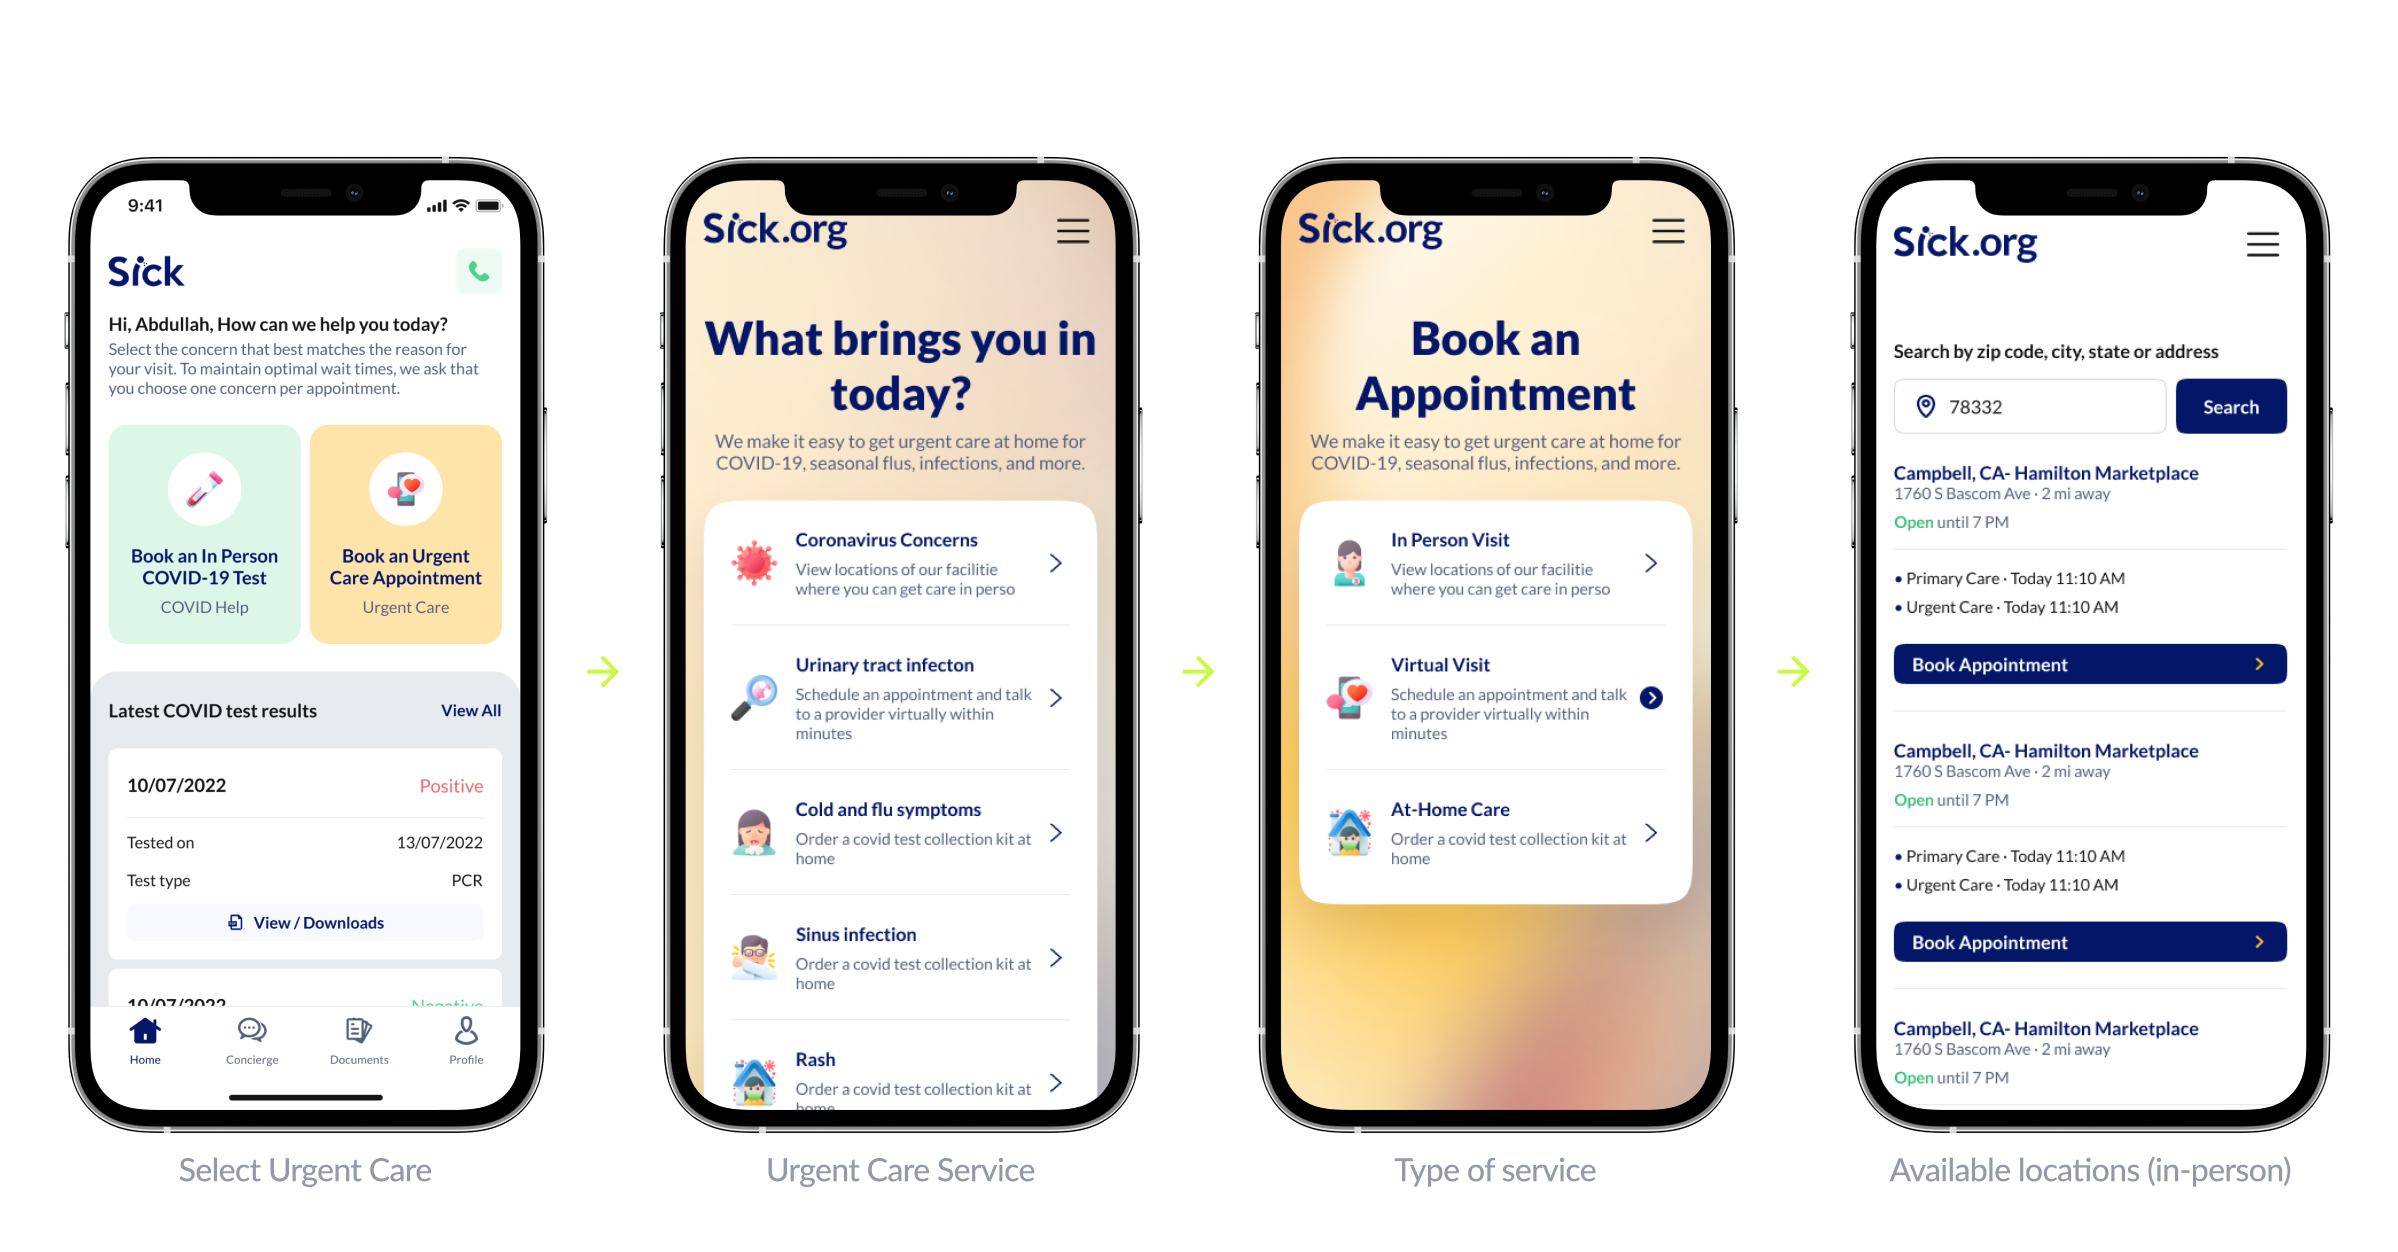 9:41
Sick
Hi, Abdullah, How can we help you today?
Select the concern that best matches the reason for
your visit. To maintain optimal wait times, we ask that
you choose one concern per appointment.
Book an In Person
COVID-19 Test
COVID Help
Book an Urgent
Care Appointment
Urgent Care
Latest COVID test results
View All
10/07/2022
Positive
Tested on
13/07/2022
Test type
PCR
View / Downloads
10/07/2022
Negative
Home
Concierge
Documents
Profile
Select Urgent Care
Sick.org
What brings you in
today?
We make it easy to get urgent care at home for
COVID-19, seasonal flus, infections, and more.
Coronavirus Concerns
View locations of our facilitie
where you can get care in perso
Urinary tract infecton
Schedule an appointment and talk
to a provider virtually within
minutes
Cold and flu symptoms
Order a covid test collection kit at
home
Sinus infection
Order a covid test collection kit at
home
Rash
Order a covid test collection kit at
home
Urgent Care Service
Sick.org
Book an
Appointment
We make it easy to get urgent care at home for
COVID-19, seasonal flus, infections, and more.
In Person Visit
View locations of our facilitie
where you can get care in perso
Virtual Visit
Schedule an appointment and talk
to a provider virtually within
minutes
At-Home Care
Order a covid test collection kit at
home
Type of service
Sick.org
Search by zip code, city, state or address
78332
Search
Campbell, CA- Hamilton Marketplace
1760 S Bascom Ave · 2 mi away
Open until 7 PM
• Primary Care · Today 11:10 AM
• Urgent Care · Today 11:10 AM
Book Appointment
Campbell, CA- Hamilton Marketplace
1760 S Bascom Ave · 2 mi away
Open until 7 PM
• Primary Care · Today 11:10 AM
• Urgent Care · Today 11:10 AM
Book Appointment
Campbell, CA- Hamilton Marketplace
1760 S Bascom Ave · 2 mi away
Open until 7 PM
Available locations (in-person)